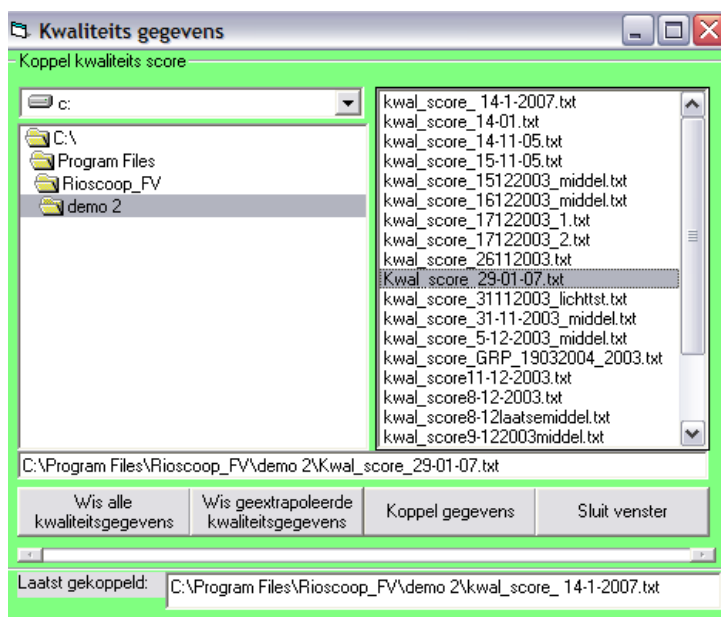 Kwaliteits gegevens
Koppel kwaliteits score
c:
C:\
Program Files
Rioscoop_FV
demo 2
kwal_score_ 14-1-2007.txt
kwal_score_14-01.txt
kwal_score_14-11-05.txt
kwal_score_15-11-05.txt
kwal_score_15122003_middel.txt
kwal_score_16122003_middel.txt
kwal_score_17122003_1.txt
kwal_score_17122003_2.txt
kwal_score_26112003.txt
Kwal_score_29-01-07.txt
kwal_score_31112003_lichttst.txt
kwal_score_31-11-2003_middel.txt
kwal_score_5-12-2003_middel.txt
kwal_score_GRP_19032004_2003.txt
kwal_score11-12-2003.txt
kwal_score8-12-2003.txt
kwal_score8-12laatsemiddel.txt
kwal_score9-122003middel.txt
C:\Program Files\Rioscoop_FV\demo 2\Kwal_score_29-01-07.txt
Wis alle
kwaliteitsgegevens
Wis geextrapoleerde
kwaliteitsgegevens
Koppel gegevens
Sluit venster
Laatst gekoppeld:
C:\Program Files\Rioscoop_FV\demo 2\kwal_score_ 14-1-2007.txt